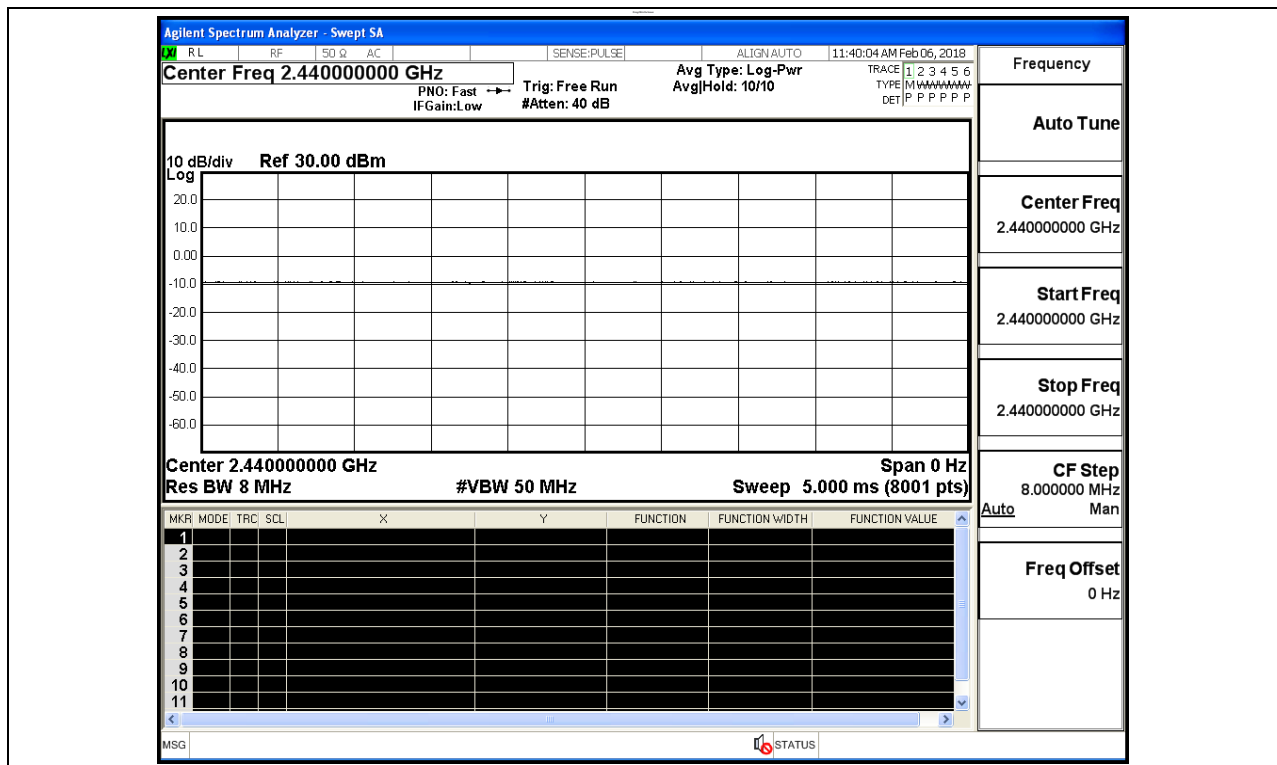 Agilent Spectrum Analyzer - Swept SA
LXI RL RF 50 Ω AC SENSE:PULSE ALIGN AUTO 11:40:04 AM Feb 06, 2018
Center Freq 2.440000000 GHz
PNO: Fast
IFGain:Low
Trig: Free Run
#Atten: 40 dB
Avg Type: Log-Pwr
Avg|Hold: 10/10
TRACE 1 2 3 4 5 6
TYPE M W W W W W
DET P P P P P P
10 dB/div Ref 30.00 dBm
Log
20.0
10.0
0.00
-10.0
-20.0
-30.0
-40.0
-50.0
-60.0
Center 2.440000000 GHz Span 0 Hz
Res BW 8 MHz #VBW 50 MHz Sweep 5.000 ms (8001 pts)
MKR MODE TRC SCL X Y FUNCTION FUNCTION WIDTH FUNCTION VALUE
1
2
3
4
5
6
7
8
9
10
11
MSG STATUS
Frequency
Auto Tune
Center Freq
2.440000000 GHz
Start Freq
2.440000000 GHz
Stop Freq
2.440000000 GHz
CF Step
8.000000 MHz
Auto Man
Freq Offset
0 Hz